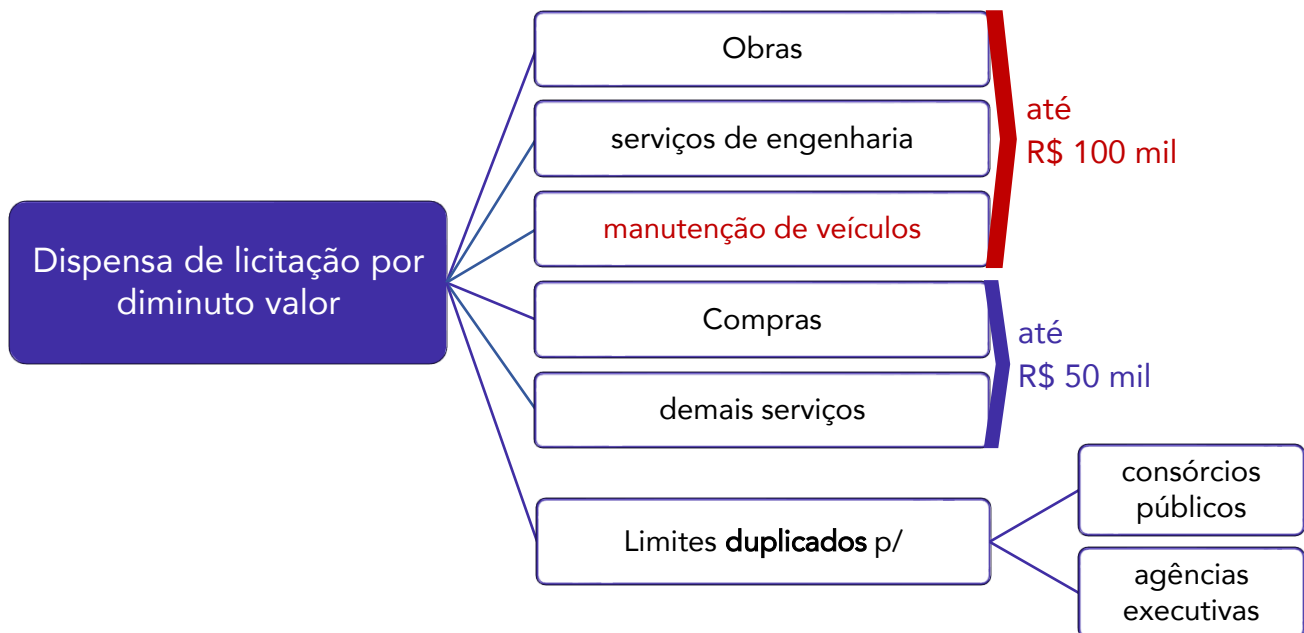 Dispensa de licitação por
diminuto valor
Obras
serviços de engenharia
manutenção de veículos
até
R$ 100 mil
Compras
demais serviços
até
R$ 50 mil
Limites duplicados p/
consórcios
públicos
agências
executivas